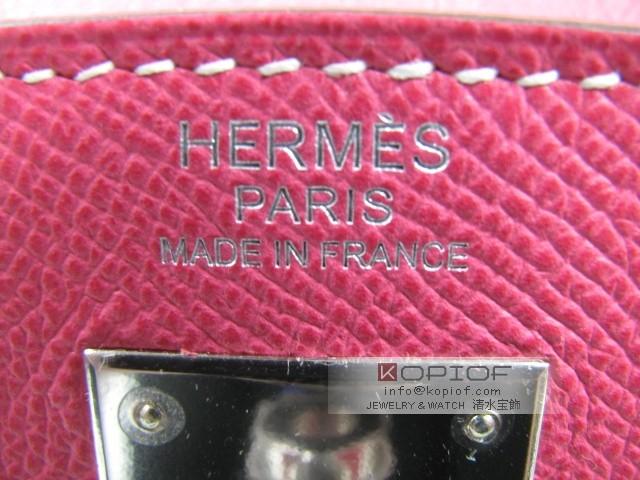 HERMÈS
PARIS
MADE IN FRANCE
KOPIOF
info@kopiof.com
JEWELRY & WATCH 清水宝飾